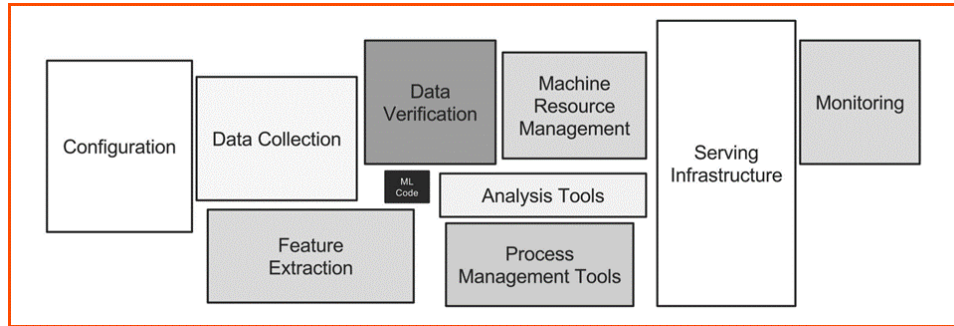 Configuration
Data Collection
Data
Verification
Machine
Resource
Management
Serving
Infrastructure
Monitoring
ML
Code
Analysis Tools
Feature
Extraction
Process
Management Tools